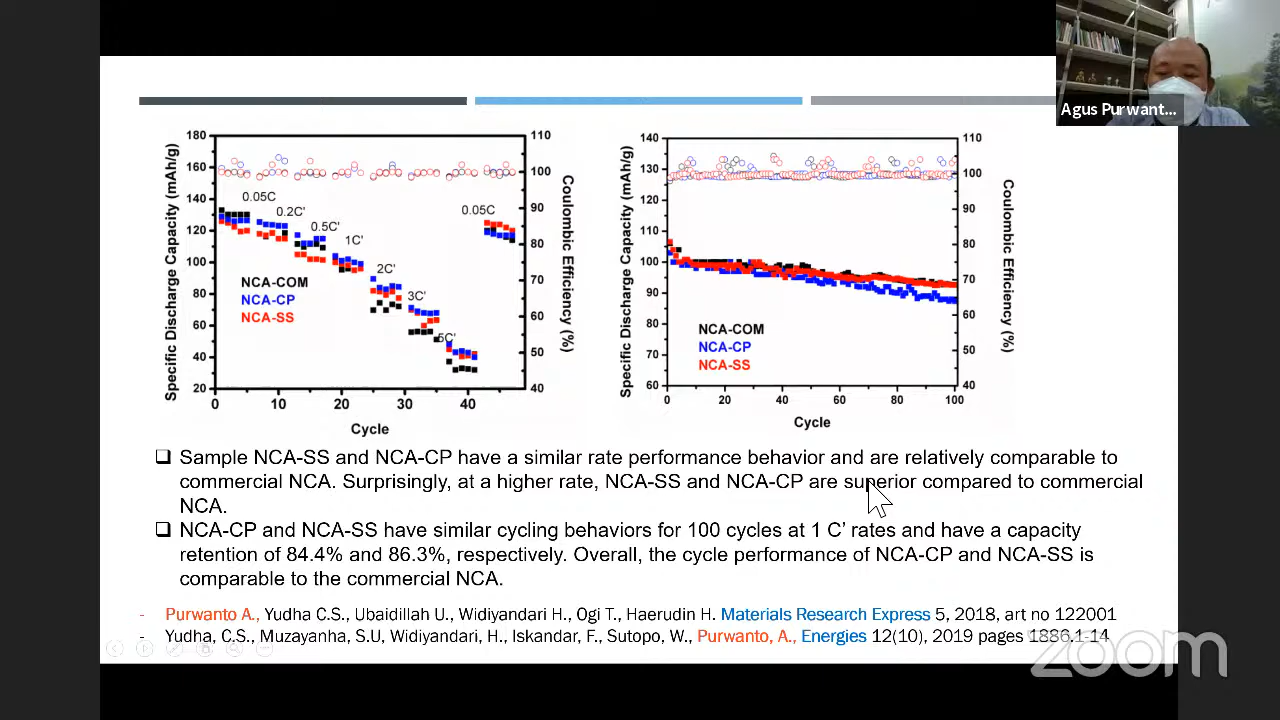 Agus Purwant...
180
160
140
120
100
80
60
40
20
110
100
90
80
70
60
50
40
0
10
20
30
40
Specific Discharge Capacity (mAh/g)
Coulombic Efficiency (%)
Cycle
0.05C
0.2C'
0.5C'
1C'
2C'
3C'
5C'
0.05C
NCA-COM
NCA-CP
NCA-SS
140
130
120
110
100
90
80
70
60
110
100
90
80
70
60
50
40
0
20
40
60
80
100
Specific Discharge Capacity (mAh/g)
Coulombic Efficiency (%)
Cycle
NCA-COM
NCA-CP
NCA-SS
❑ Sample NCA-SS and NCA-CP have a similar rate performance behavior and are relatively comparable to
commercial NCA. Surprisingly, at a higher rate, NCA-SS and NCA-CP are superior compared to commercial
NCA.
❑ NCA-CP and NCA-SS have similar cycling behaviors for 100 cycles at 1 C’ rates and have a capacity
retention of 84.4% and 86.3%, respectively. Overall, the cycle performance of NCA-CP and NCA-SS is
comparable to the commercial NCA.
- Purwanto A., Yudha C.S., Ubaidillah U., Widiyandari H., Ogi T., Haerudin H. Materials Research Express 5, 2018, art no 122001
- Yudha, C.S., Muzayanha, S.U, Widiyandari, H., Iskandar, F., Sutopo, W., Purwanto, A., Energies 12(10), 2019 pages 1886.1-14
zoom